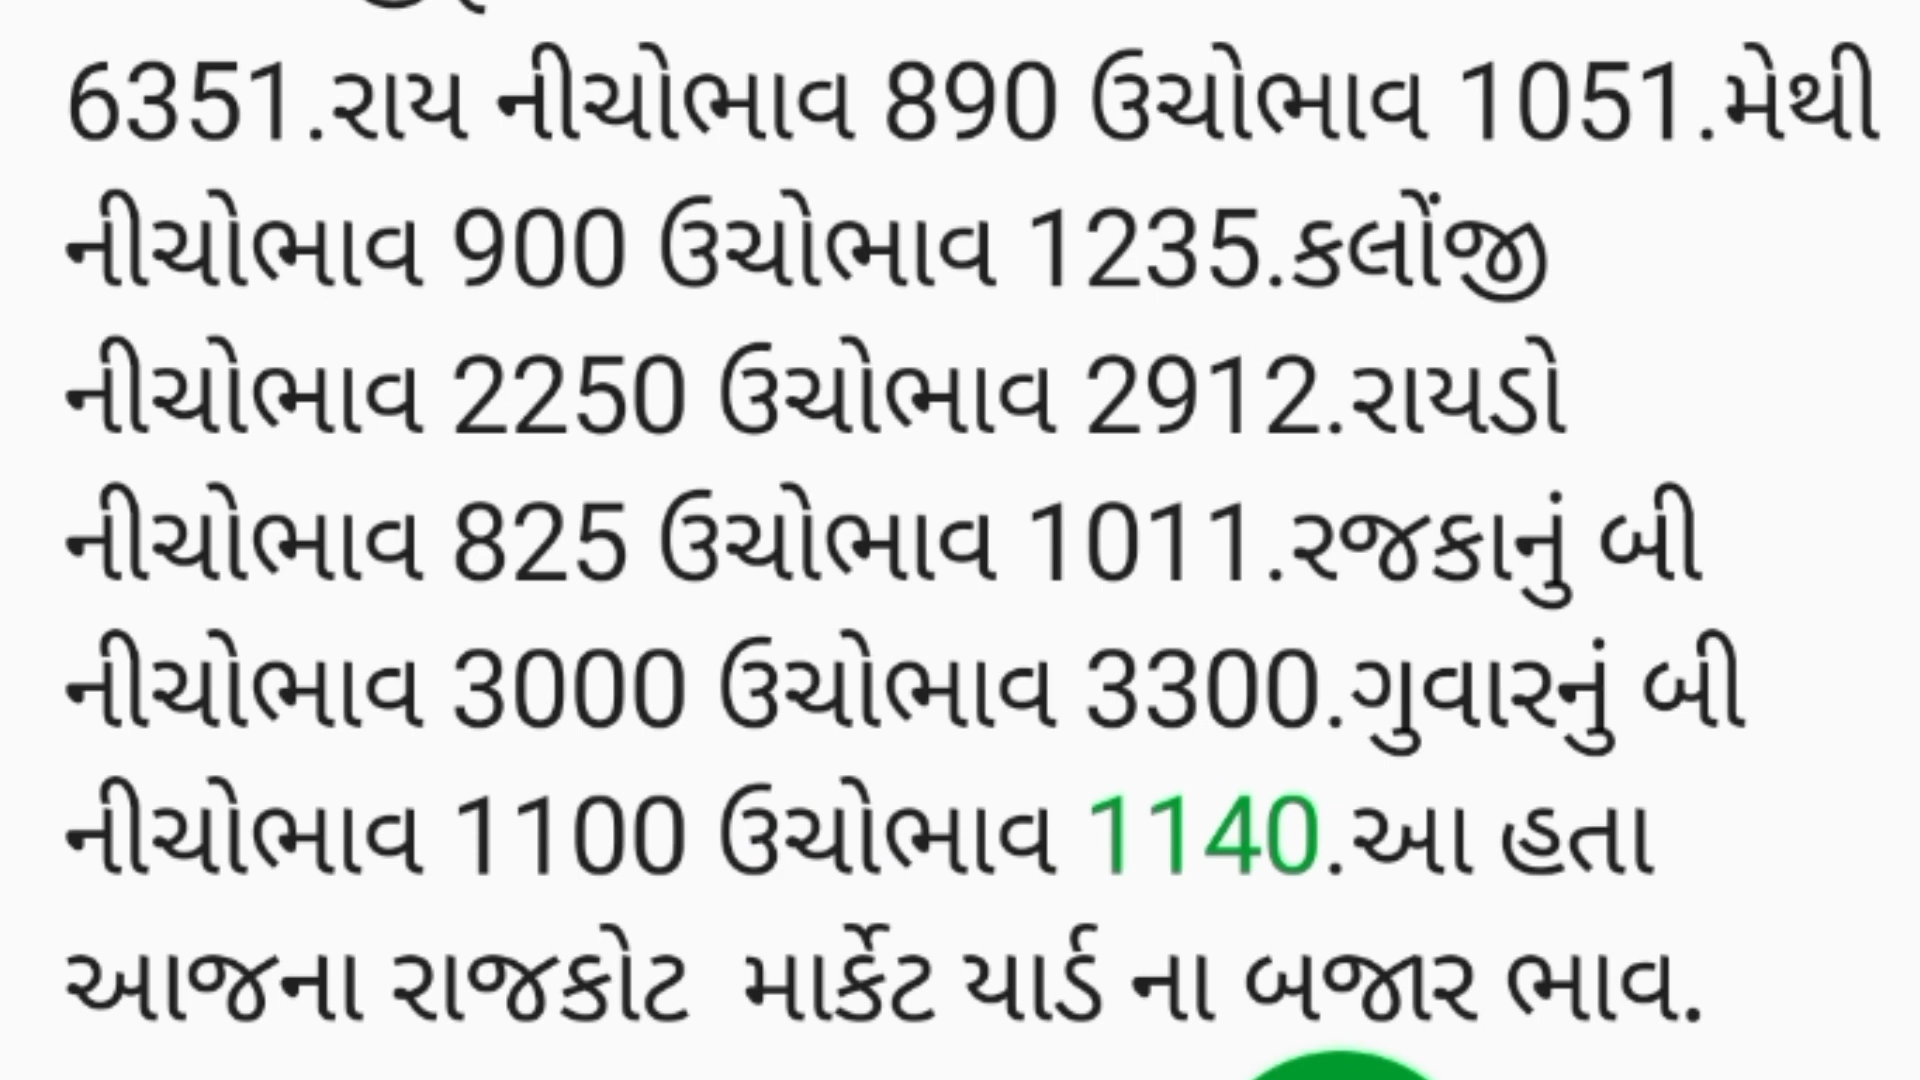 6351.રાય નીચોભાવ 890 ઉચોભાવ 1051.મેથી
નીચોભાવ 900 ઉચોભાવ 1235.કલોંજી
નીચોભાવ 2250 ઉચોભાવ 2912.રાયડો
નીચોભાવ 825 ઉચોભાવ 1011.રજકાનું બી
નીચોભાવ 3000 ઉચોભાવ 3300.ગુવારનું બી
નીચોભાવ 1100 ઉચોભાવ 1140.આ હતા
આજના રાજકોટ  માર્કેટ યાર્ડ ના બજાર ભાવ.